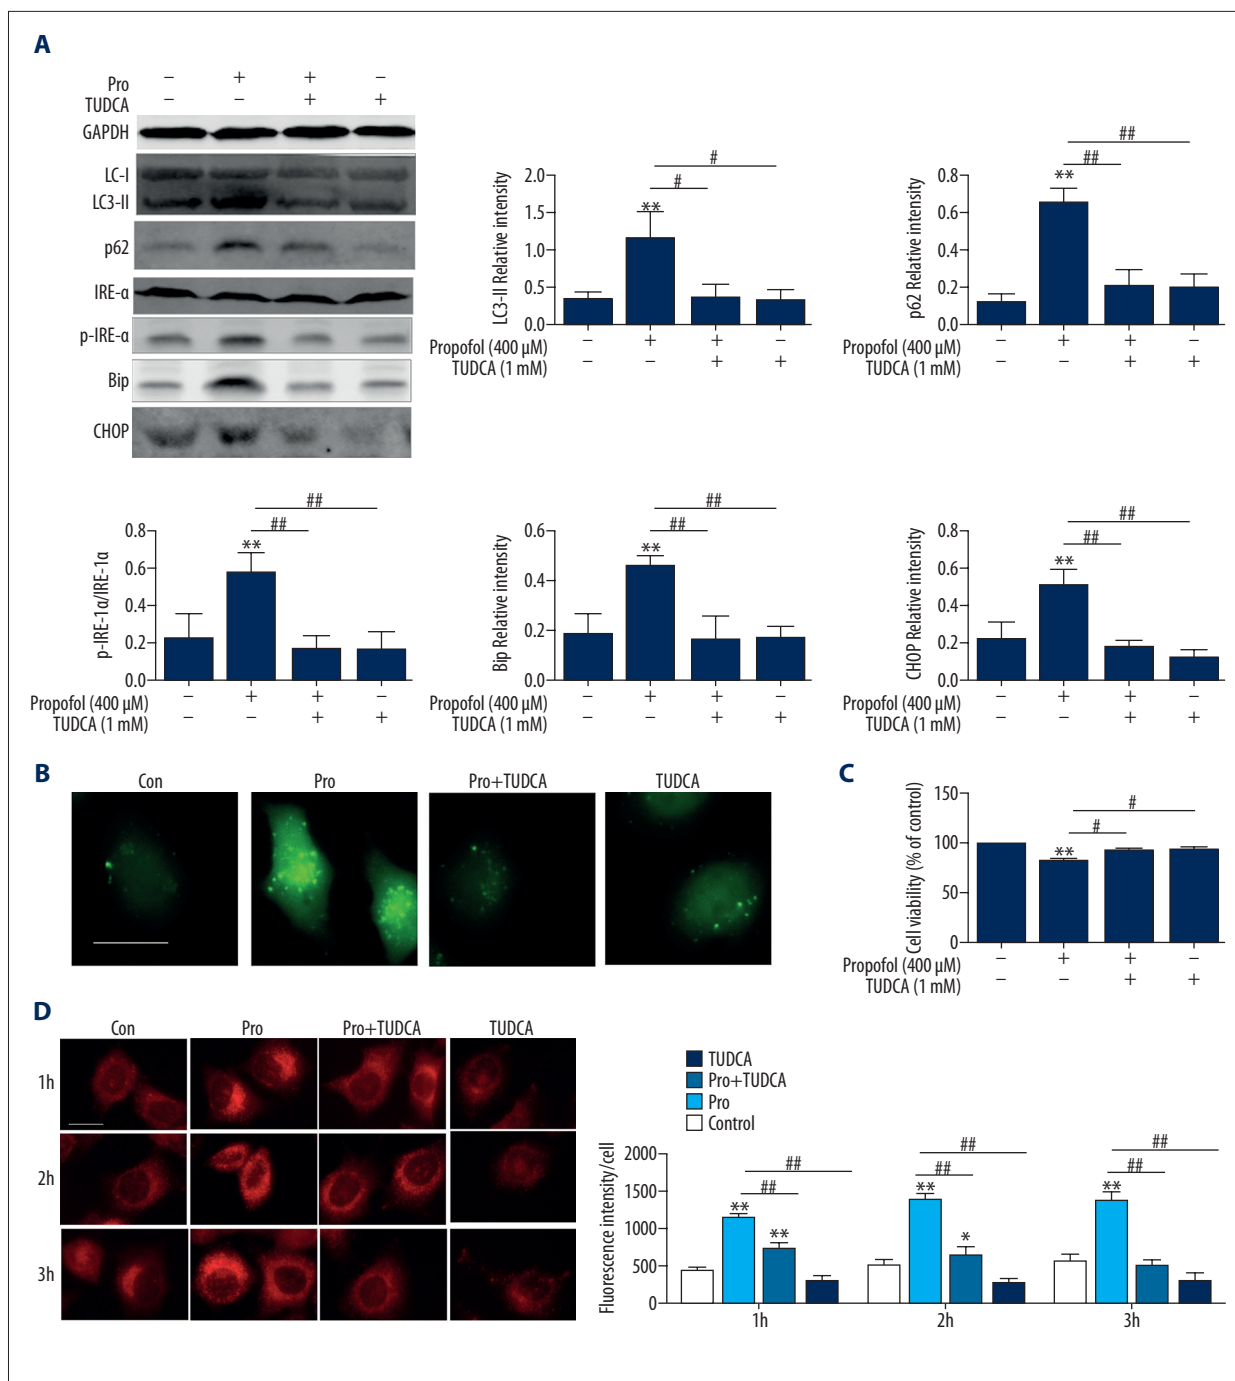 A
Pro – + + –
TUDCA – – + +
GAPDH
LC-I
LC3-II
p62
IRE-α
p-IRE-α
Bip
CHOP
LC3-II Relative intensity
2.0
1.5
1.0
0.5
0.0
**
#
#
Propofol (400 μM) – + + –
TUDCA (1 mM) – – + +
p62 Relative intensity
0.8
0.6
0.4
0.2
0.0
**
##
##
Propofol (400 μM) – + + –
TUDCA (1 mM) – – + +
p-IRE-1α/IRE-1α
0.8
0.6
0.4
0.2
0.0
**
##
##
Propofol (400 μM) – + + –
TUDCA (1 mM) – – + +
Bip Relative intensity
0.6
0.4
0.2
0.0
**
##
##
Propofol (400 μM) – + + –
TUDCA (1 mM) – – + +
CHOP Relative intensity
0.8
0.6
0.4
0.2
0.0
**
##
##
Propofol (400 μM) – + + –
TUDCA (1 mM) – – + +
B
Con Pro Pro+TUDCA TUDCA
C
Cell viability (% of control)
150
100
50
0
**
#
#
Propofol (400 μM) – + + –
TUDCA (1 mM) – – + +
D
Con Pro Pro+TUDCA TUDCA
1h
2h
3h
TUDCA
Pro+TUDCA
Pro
Control
Fluorescence intensity/cell
2000
1500
1000
500
0
## ## ##
## ## ##
** ** **
** *
1h 2h 3h